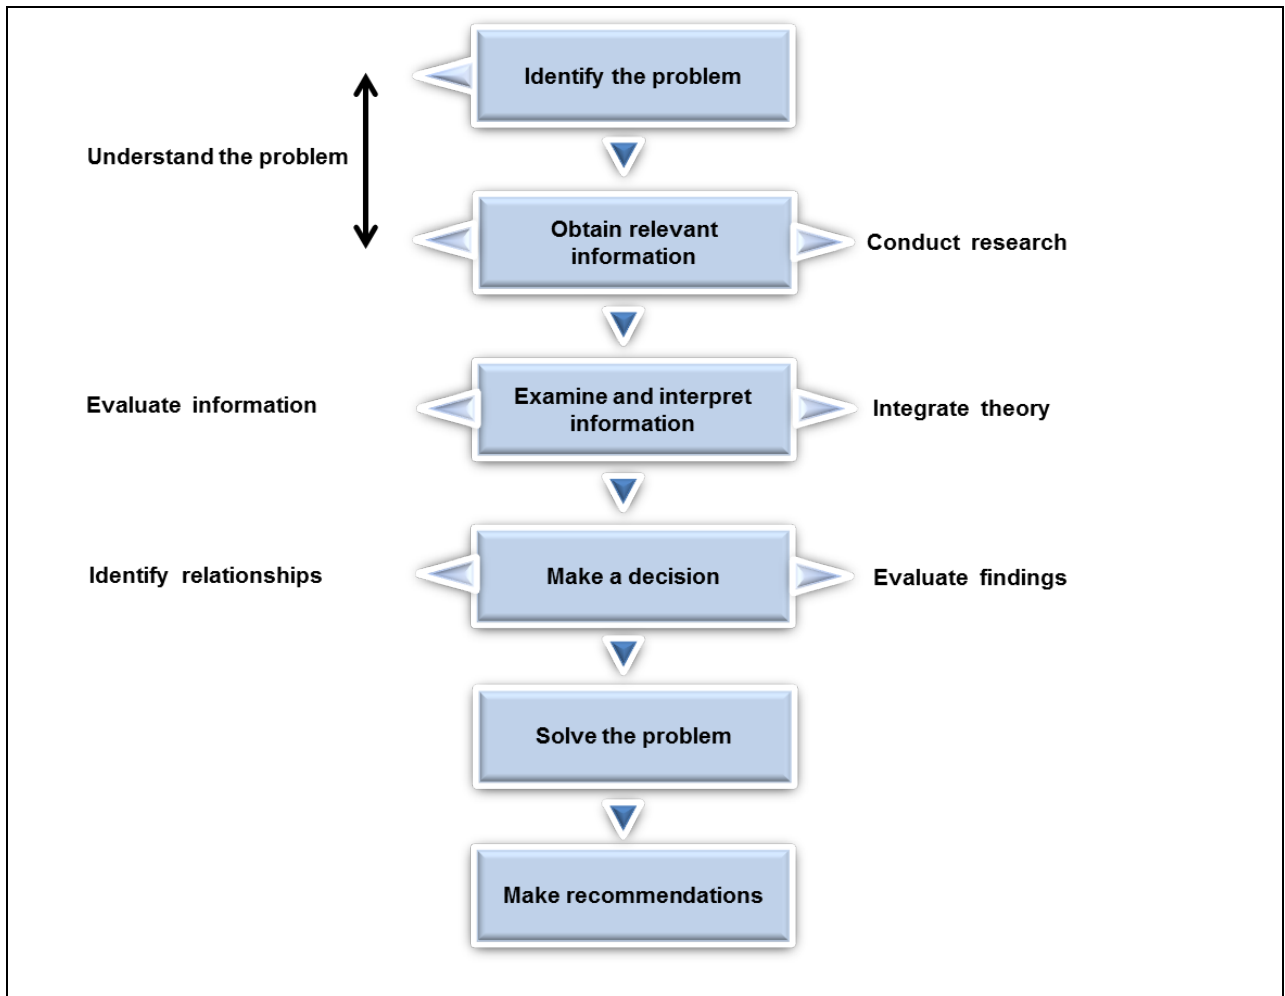 Identify the problem
Understand the problem
Obtain relevant
information
Conduct research
Evaluate information
Examine and interpret
information
Integrate theory
Identify relationships
Make a decision
Evaluate findings
Solve the problem
Make recommendations